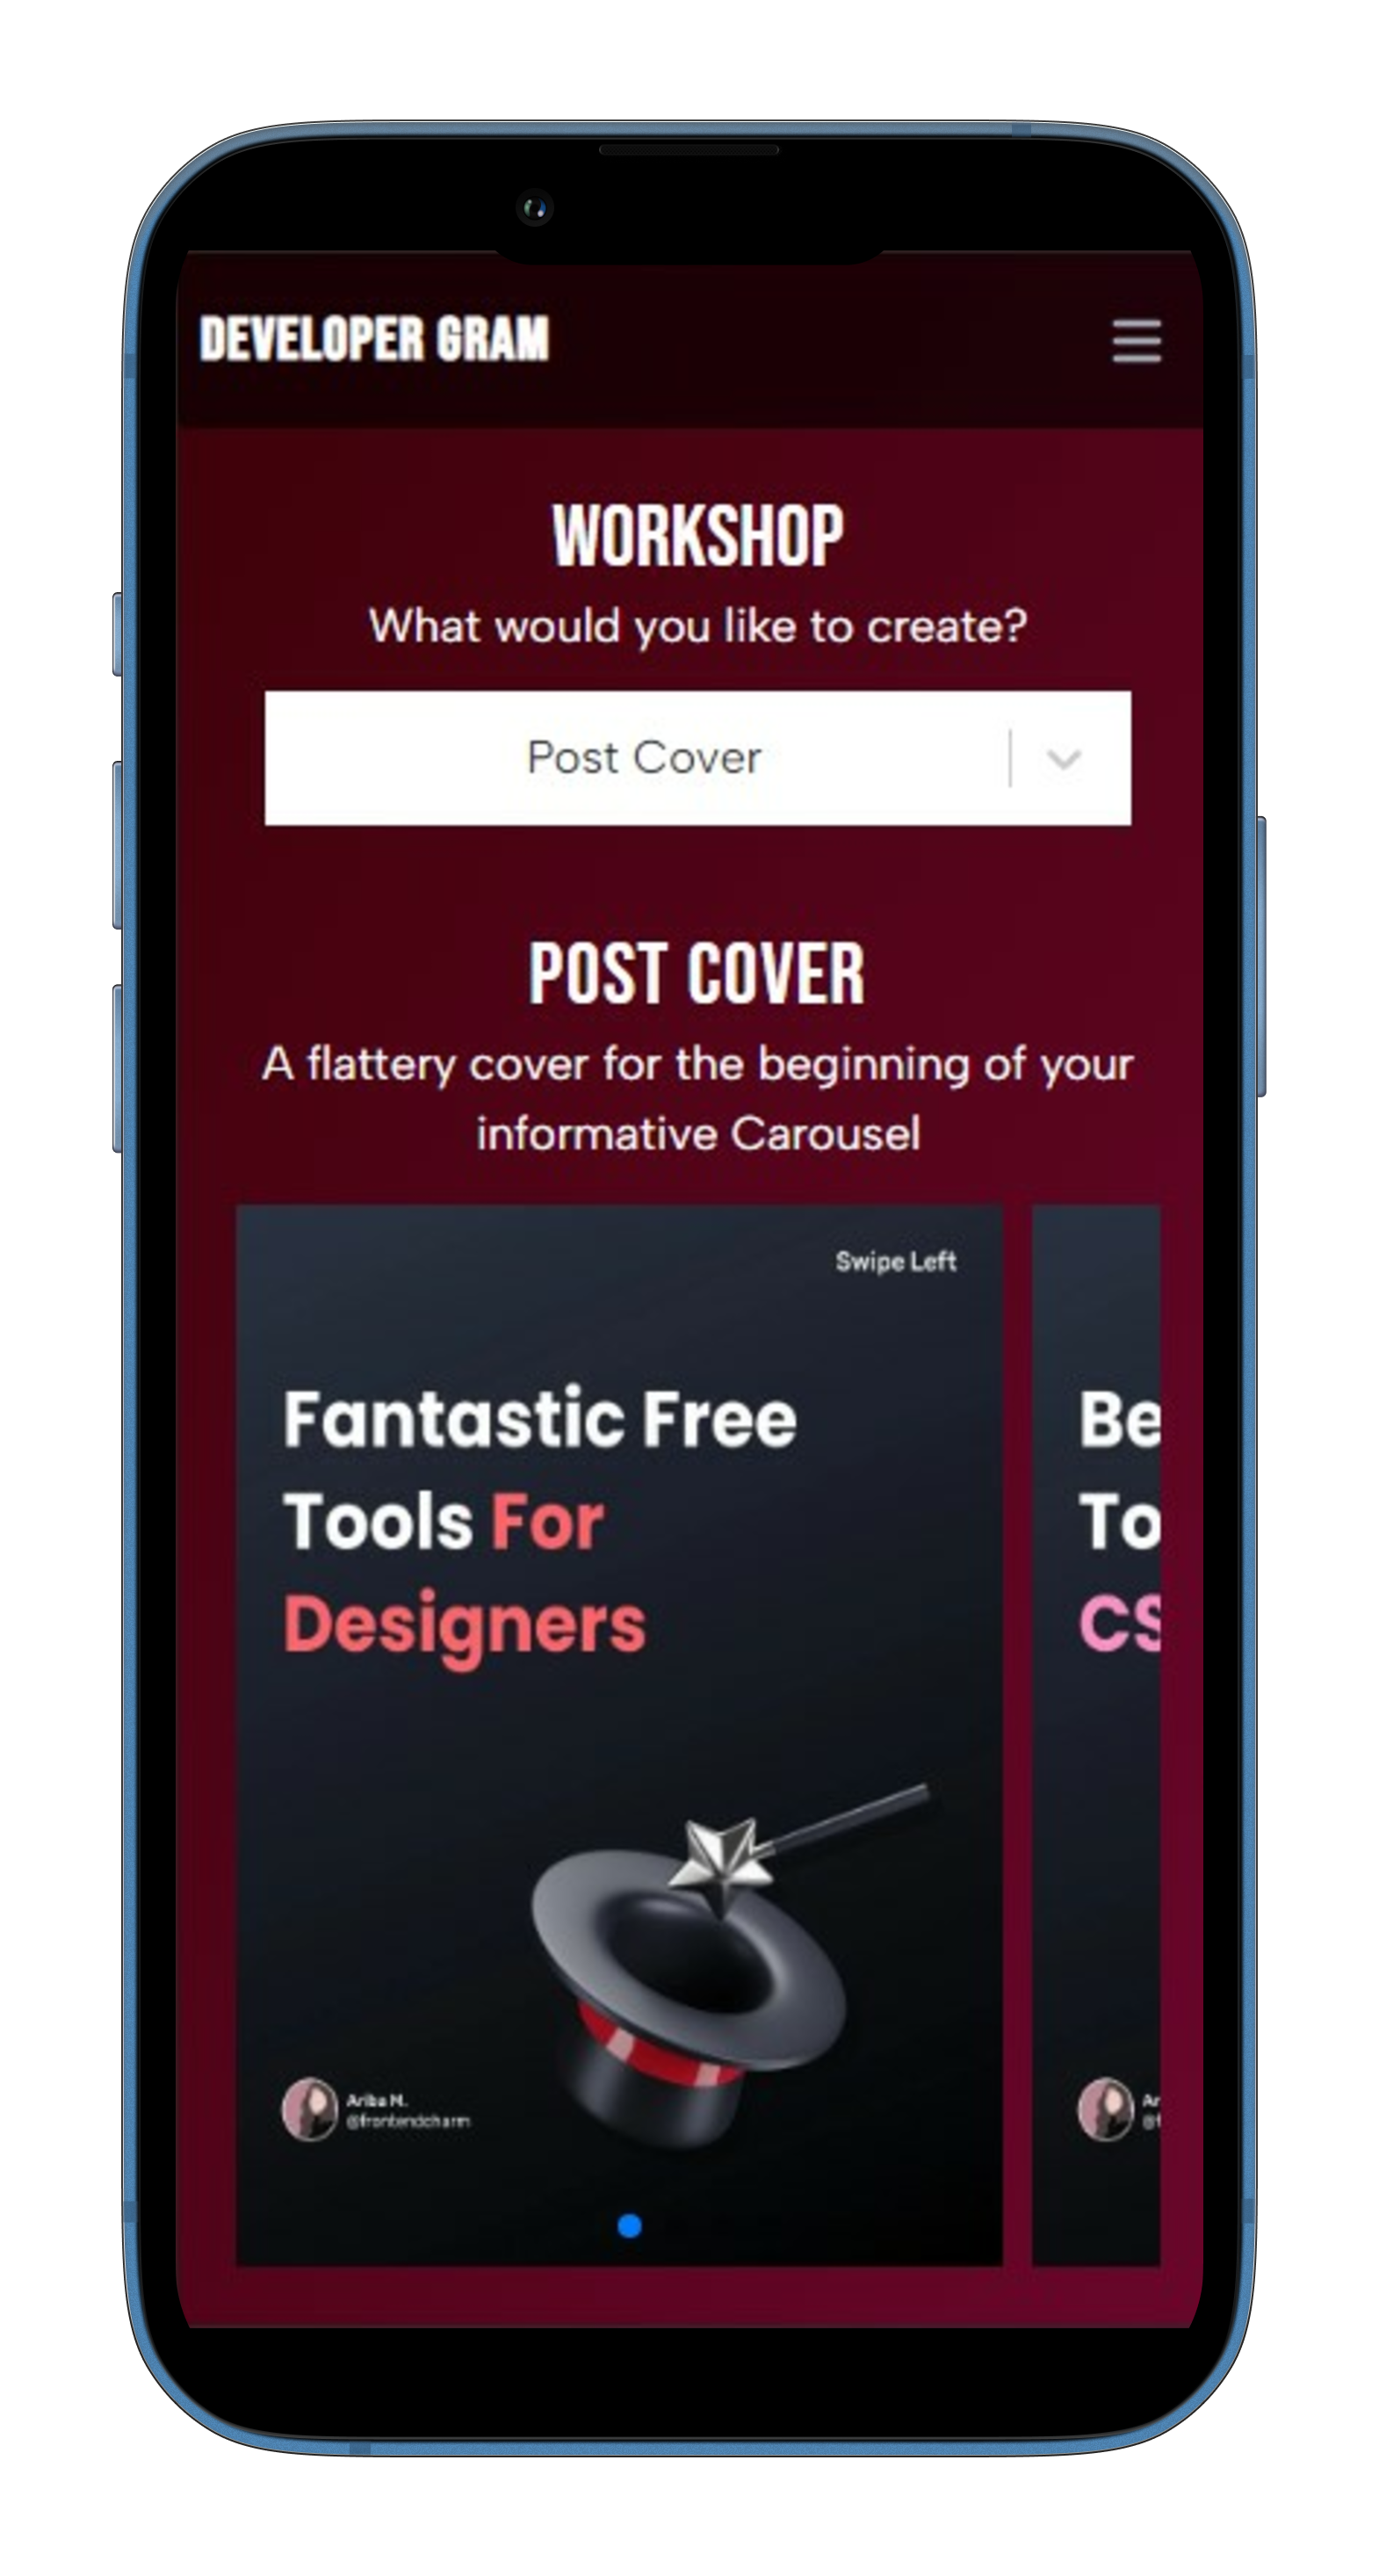 DEVELOPER GRAM
WORKSHOP
What would you like to create?
Post Cover
POST COVER
A flattery cover for the beginning of your
informative Carousel
Swipe Left
Fantastic Free
Tools For
Designers
Ariba M.
@frontendcharm
Be
To
CS
Ar
@f